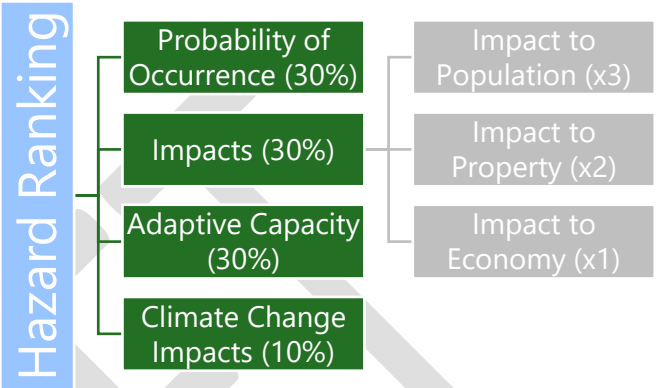 Hazard Ranking
Probability of
Occurrence (30%)
Impacts (30%)
Adaptive Capacity
(30%)
Climate Change
Impacts (10%)
Impact to
Population (x3)
Impact to
Property (x2)
Impact to
Economy (x1)